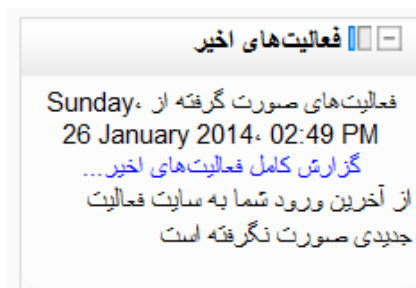 فعالیت‌های اخیر
فعالیت‌های صورت گرفته از Sunday،
26 January 2014، 02:49 PM
گزارش کامل فعالیت‌های اخیر...
از آخرین ورود شما به سایت فعالیت
جدیدی صورت نگرفته است